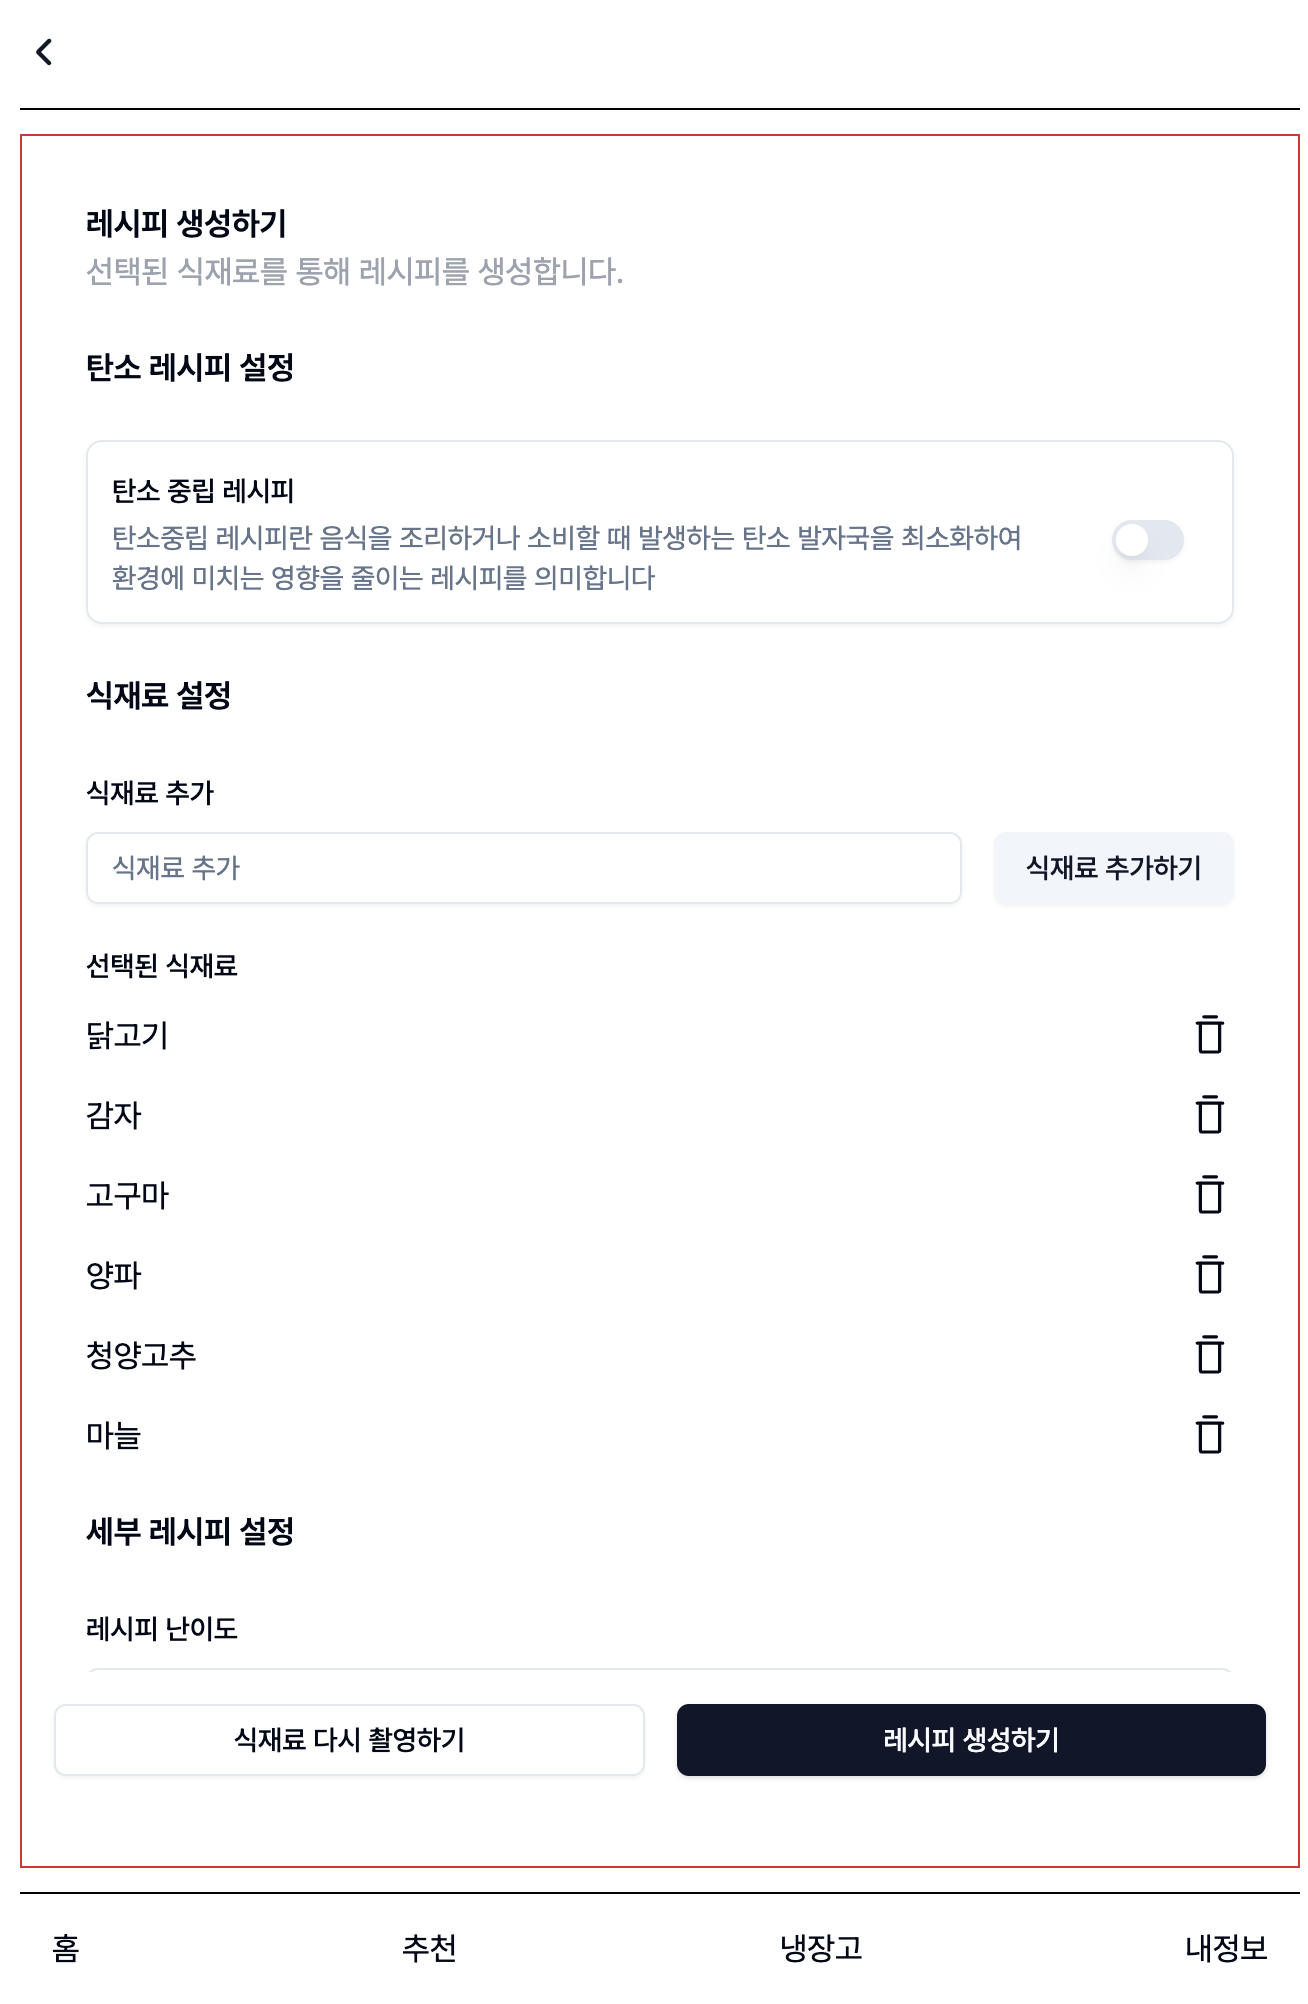 레시피 생성하기
선택된 식재료를 통해 레시피를 생성합니다.
탄소 레시피 설정
탄소 중립 레시피
탄소중립 레시피란 음식을 조리하거나 소비할 때 발생하는 탄소 발자국을 최소화하여
환경에 미치는 영향을 줄이는 레시피를 의미합니다
식재료 설정
식재료 추가
식재료 추가
식재료 추가하기
선택된 식재료
닭고기
감자
고구마
양파
청양고추
마늘
세부 레시피 설정
레시피 난이도
식재료 다시 촬영하기
레시피 생성하기
홈
추천
냉장고
내정보